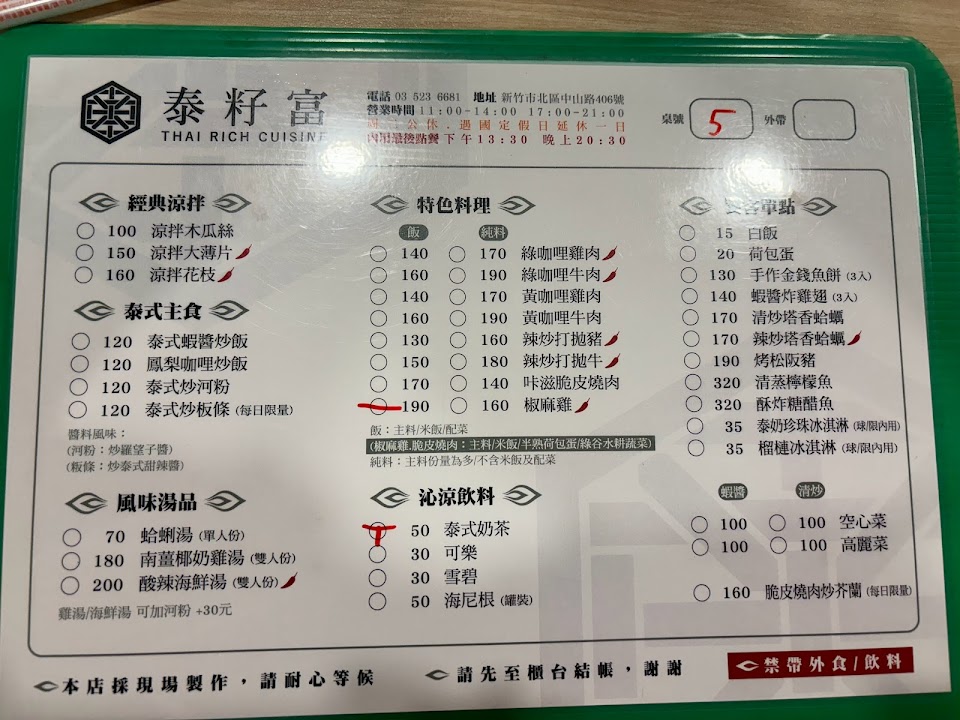 泰籽富
THAI RICH CUISINE
電話 03 523 6681 地址 新竹市北區中山路406號
營業時間 11:00-14:00 17:00-21:00
公休.遇國定假日延休一日
內用最後點餐下午13:30 晚上20:30
桌號 5 外帶
經典涼拌
100 涼拌木瓜絲
150 涼拌大薄片
160 涼拌花枝
泰式主食
120 泰式蝦醬炒飯
120 鳳梨咖哩炒飯
120 泰式炒河粉
120 泰式炒板條 (每日限量)
醬料風味:
(河粉:炒羅望子醬)
(粄條:炒泰式甜辣醬)
風味湯品
70 蛤蜊湯 (單人份)
180 南薑椰奶雞湯 (雙人份)
200 酸辣海鮮湯 (雙人份)
雞湯/海鮮湯 可加河粉 +30元
特色料理
飯 純料
140 170 綠咖哩雞肉
160 190 綠咖哩牛肉
140 170 黃咖哩雞肉
160 190 黃咖哩牛肉
130 160 辣炒打拋豬
150 180 辣炒打拋牛
170 140 咔滋脆皮燒肉
190 160 椒麻雞
飯:主料/米飯/配菜
(椒麻雞.脆皮燒肉:主料/米飯/半熟荷包蛋/綠谷水耕蔬菜)
純料:主料份量為多/不含米飯及配菜
沁涼飲料
50 泰式奶茶
30 可樂
30 雪碧
50 海尼根 (罐裝)
單點
15 白飯
20 荷包蛋
130 手作金錢魚餅 (3入)
140 蝦醬炸雞翅 (3入)
170 清炒塔香蛤蠣
170 辣炒塔香蛤蠣
190 烤松阪豬
320 清蒸檸檬魚
320 酥炸糖醋魚
35 泰奶珍珠冰淇淋 (球/限內用)
35 榴槤冰淇淋 (球/限內用)
蝦醬 清炒
100 100 空心菜
100 100 高麗菜
160 脆皮燒肉炒芥蘭 (每日限量)
本店採現場製作,請耐心等候
請先至櫃台結帳,謝謝
禁帶外食/飲料